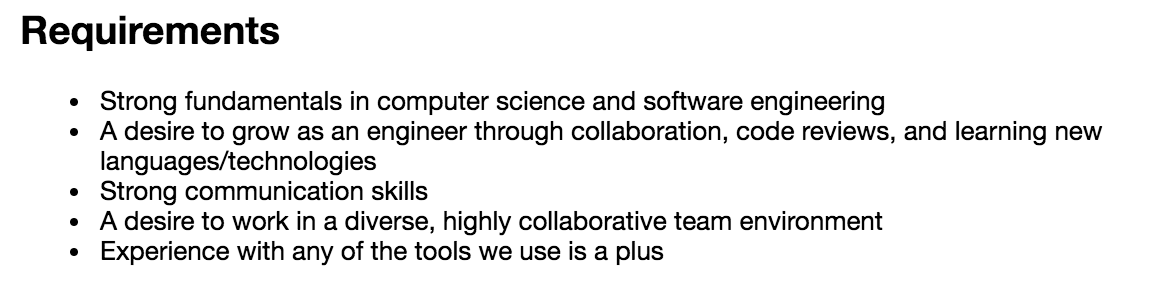 Requirements
• Strong fundamentals in computer science and software engineering
• A desire to grow as an engineer through collaboration, code reviews, and learning new
languages/technologies
• Strong communication skills
• A desire to work in a diverse, highly collaborative team environment
• Experience with any of the tools we use is a plus